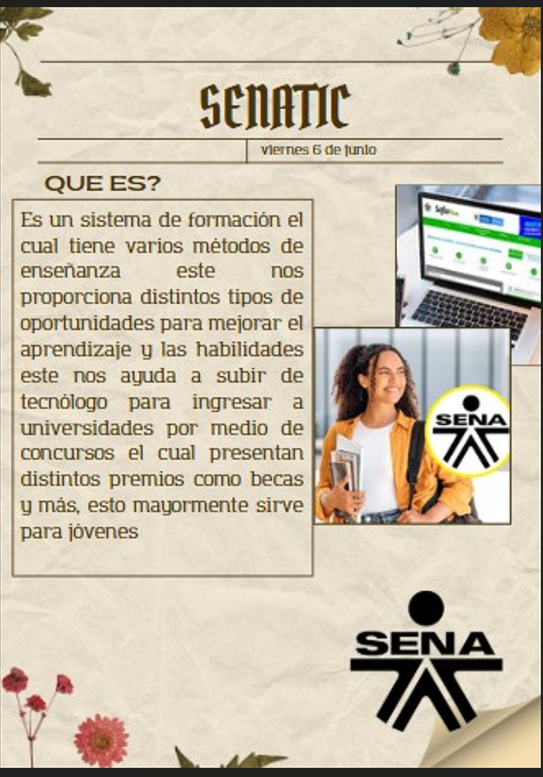 SENATIC
viernes 6 de junio
QUE ES?
Es un sistema de formación el
cual tiene varios métodos de
enseñanza este nos
proporciona distintos tipos de
oportunidades para mejorar el
aprendizaje y las habilidades
este nos ayuda a subir de
tecnólogo para ingresar a
universidades por medio de
concursos el cual presentan
distintos premios como becas
y más, esto mayormente sirve
para jóvenes
SENA
SENA